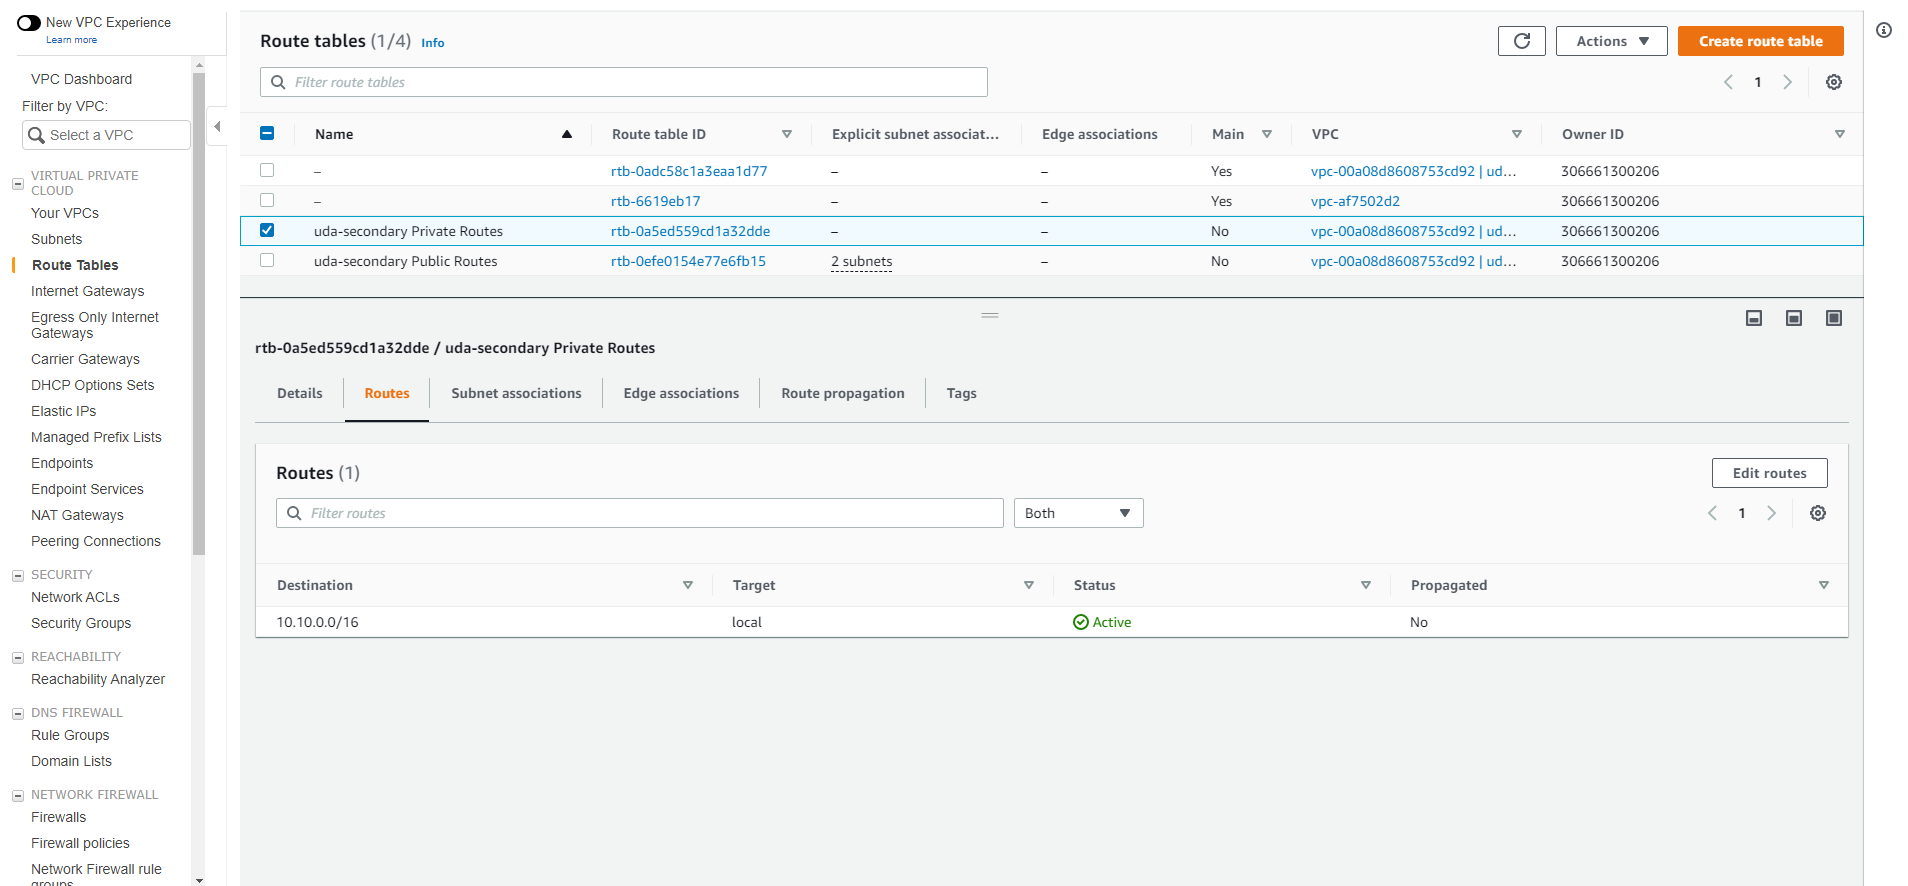 New VPC Experience
Learn more
VPC Dashboard
Filter by VPC:
Select a VPC
VIRTUAL PRIVATE
CLOUD
Your VPCs
Subnets
Route Tables
Internet Gateways
Egress Only Internet
Gateways
Carrier Gateways
DHCP Options Sets
Elastic IPs
Managed Prefix Lists
Endpoints
Endpoint Services
NAT Gateways
Peering Connections
SECURITY
Network ACLs
Security Groups
REACHABILITY
Reachability Analyzer
DNS FIREWALL
Rule Groups
Domain Lists
NETWORK FIREWALL
Firewalls
Firewall policies
Network Firewall rule
groups
Route tables (1/4) Info
Actions
Create route table
Filter route tables
1
Name Route table ID Explicit subnet associat... Edge associations Main VPC Owner ID
– rtb-0adc58c1a3eaa1d77 – – Yes vpc-00a08d8608753cd92 | ud... 306661300206
– rtb-6619eb17 – – Yes vpc-af7502d2 306661300206
uda-secondary Private Routes rtb-0a5ed559cd1a32dde – – No vpc-00a08d8608753cd92 | ud... 306661300206
uda-secondary Public Routes rtb-0efe0154e77e6fb15 2 subnets – No vpc-00a08d8608753cd92 | ud... 306661300206
rtb-0a5ed559cd1a32dde / uda-secondary Private Routes
Details Routes Subnet associations Edge associations Route propagation Tags
Routes (1)
Edit routes
Filter routes
Both
1
Destination Target Status Propagated
10.10.0.0/16 local Active No